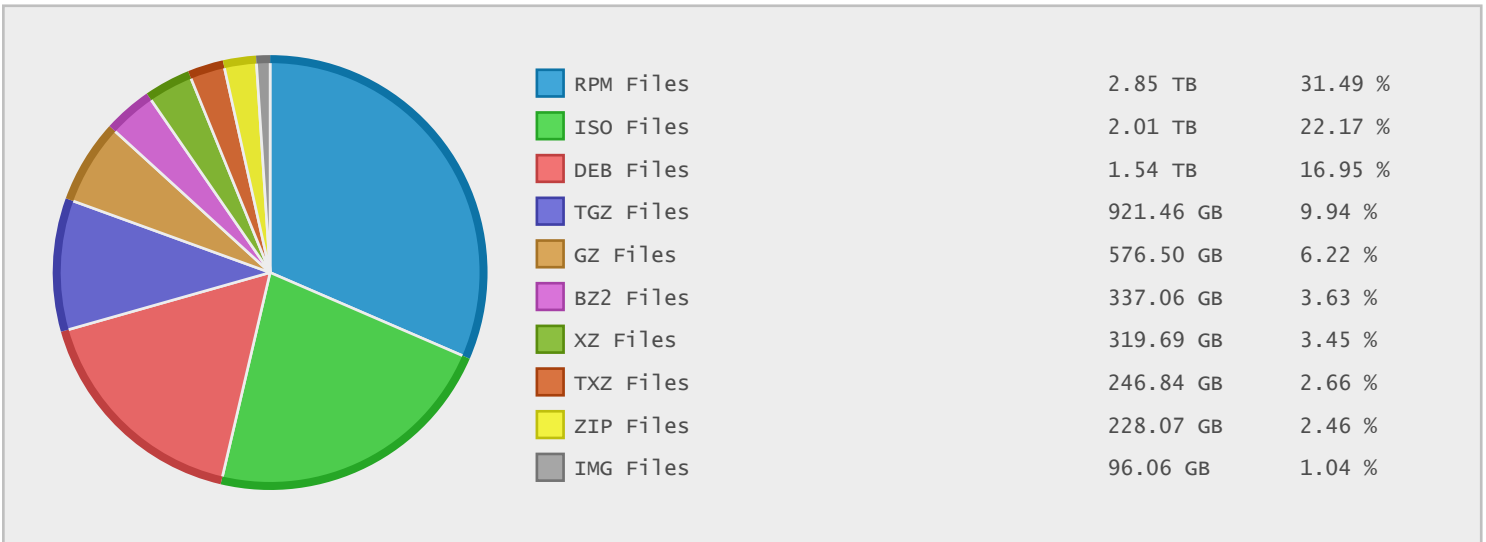 RPM Files 2.85 TB 31.49 %
ISO Files 2.01 TB 22.17 %
DEB Files 1.54 TB 16.95 %
TGZ Files 921.46 GB 9.94 %
GZ Files 576.50 GB 6.22 %
BZ2 Files 337.06 GB 3.63 %
XZ Files 319.69 GB 3.45 %
TXZ Files 246.84 GB 2.66 %
ZIP Files 228.07 GB 2.46 %
IMG Files 96.06 GB 1.04 %